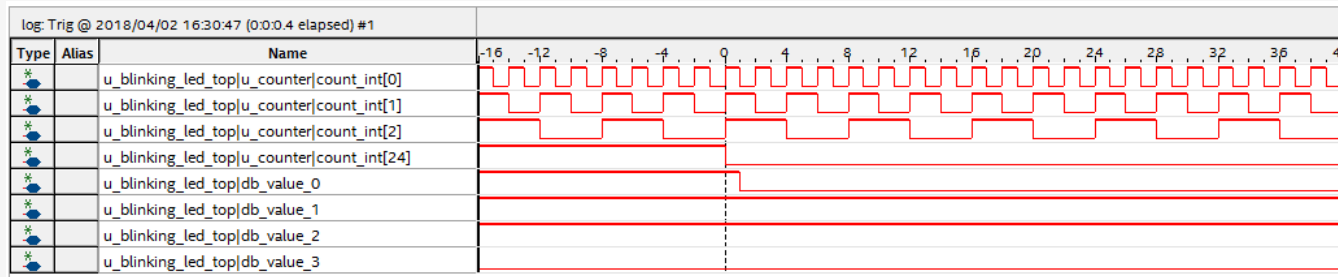 log: Trig @ 2018/04/02 16:30:47 (0:0:0.4 elapsed) #1
Type Alias Name -16 -12 -8 -4 0 4 8 12 16 20 24 28 32 36 4
u_blinking_led_top|u_counter|count_int[0]
u_blinking_led_top|u_counter|count_int[1]
u_blinking_led_top|u_counter|count_int[2]
u_blinking_led_top|u_counter|count_int[24]
u_blinking_led_top|db_value_0
u_blinking_led_top|db_value_1
u_blinking_led_top|db_value_2
u_blinking_led_top|db_value_3